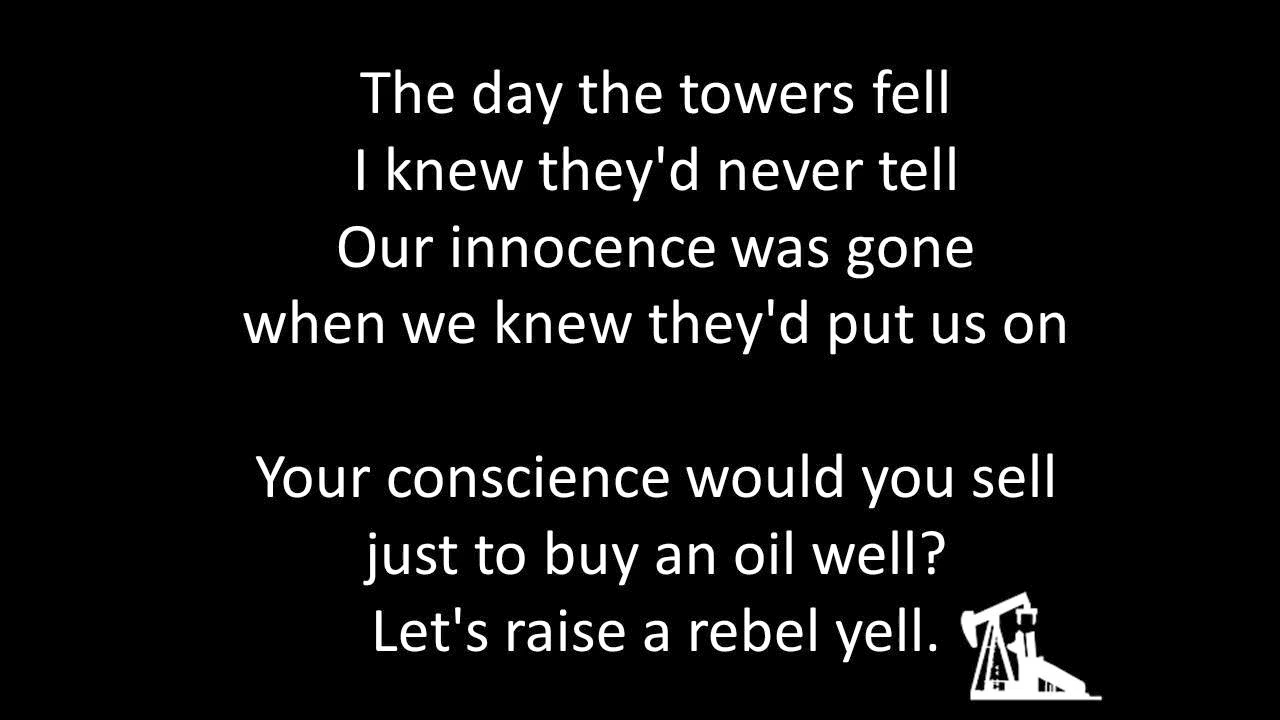 The day the towers fell
I knew they'd never tell
Our innocence was gone
when we knew they'd put us on
Your conscience would you sell
just to buy an oil well?
Let's raise a rebel yell.